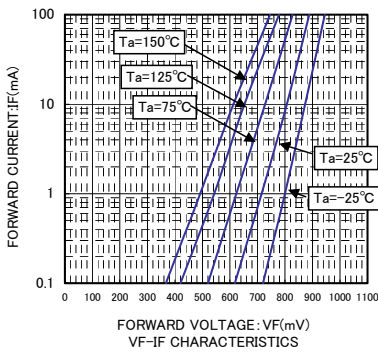 100
10
1
0.1
FORWARD CURRENT:IF(mA)
Ta=150℃
Ta=125℃
Ta=75℃
Ta=25℃
Ta=-25℃
0 100 200 300 400 500 600 700 800 900 1000 1100
FORWARD VOLTAGE:VF(mV)
VF-IF CHARACTERISTICS